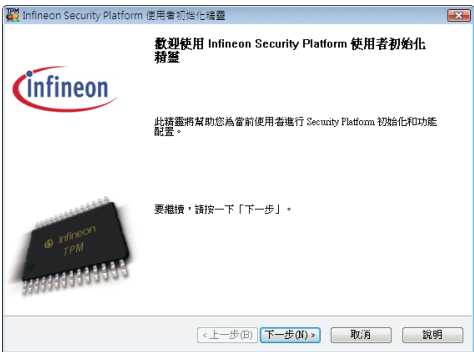 Infineon Security Platform 使用者初始化精靈
歡迎使用 Infineon Security Platform 使用者初始化
精靈
infineon
此精靈將幫助您為當前使用者進行 Security Platform 初始化和功能
配置。
Infineon
TPM
要繼續，請按一下「下一步」。
<上一步(B)
下一步(N) >
取消
說明